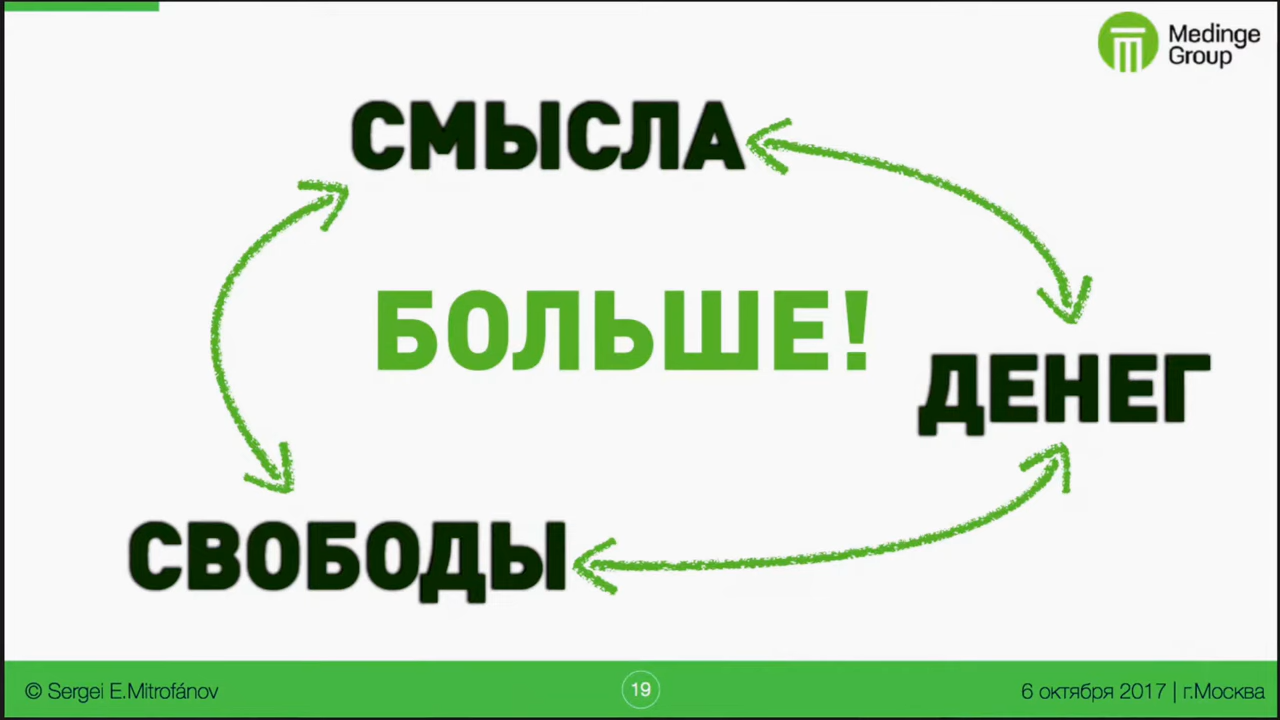 Medinge
Group
СМЫСЛА
БОЛЬШЕ!
ДЕНЕГ
СВОБОДЫ
© Sergei E.Mitrofánov
19
6 октября 2017 | г.Москва